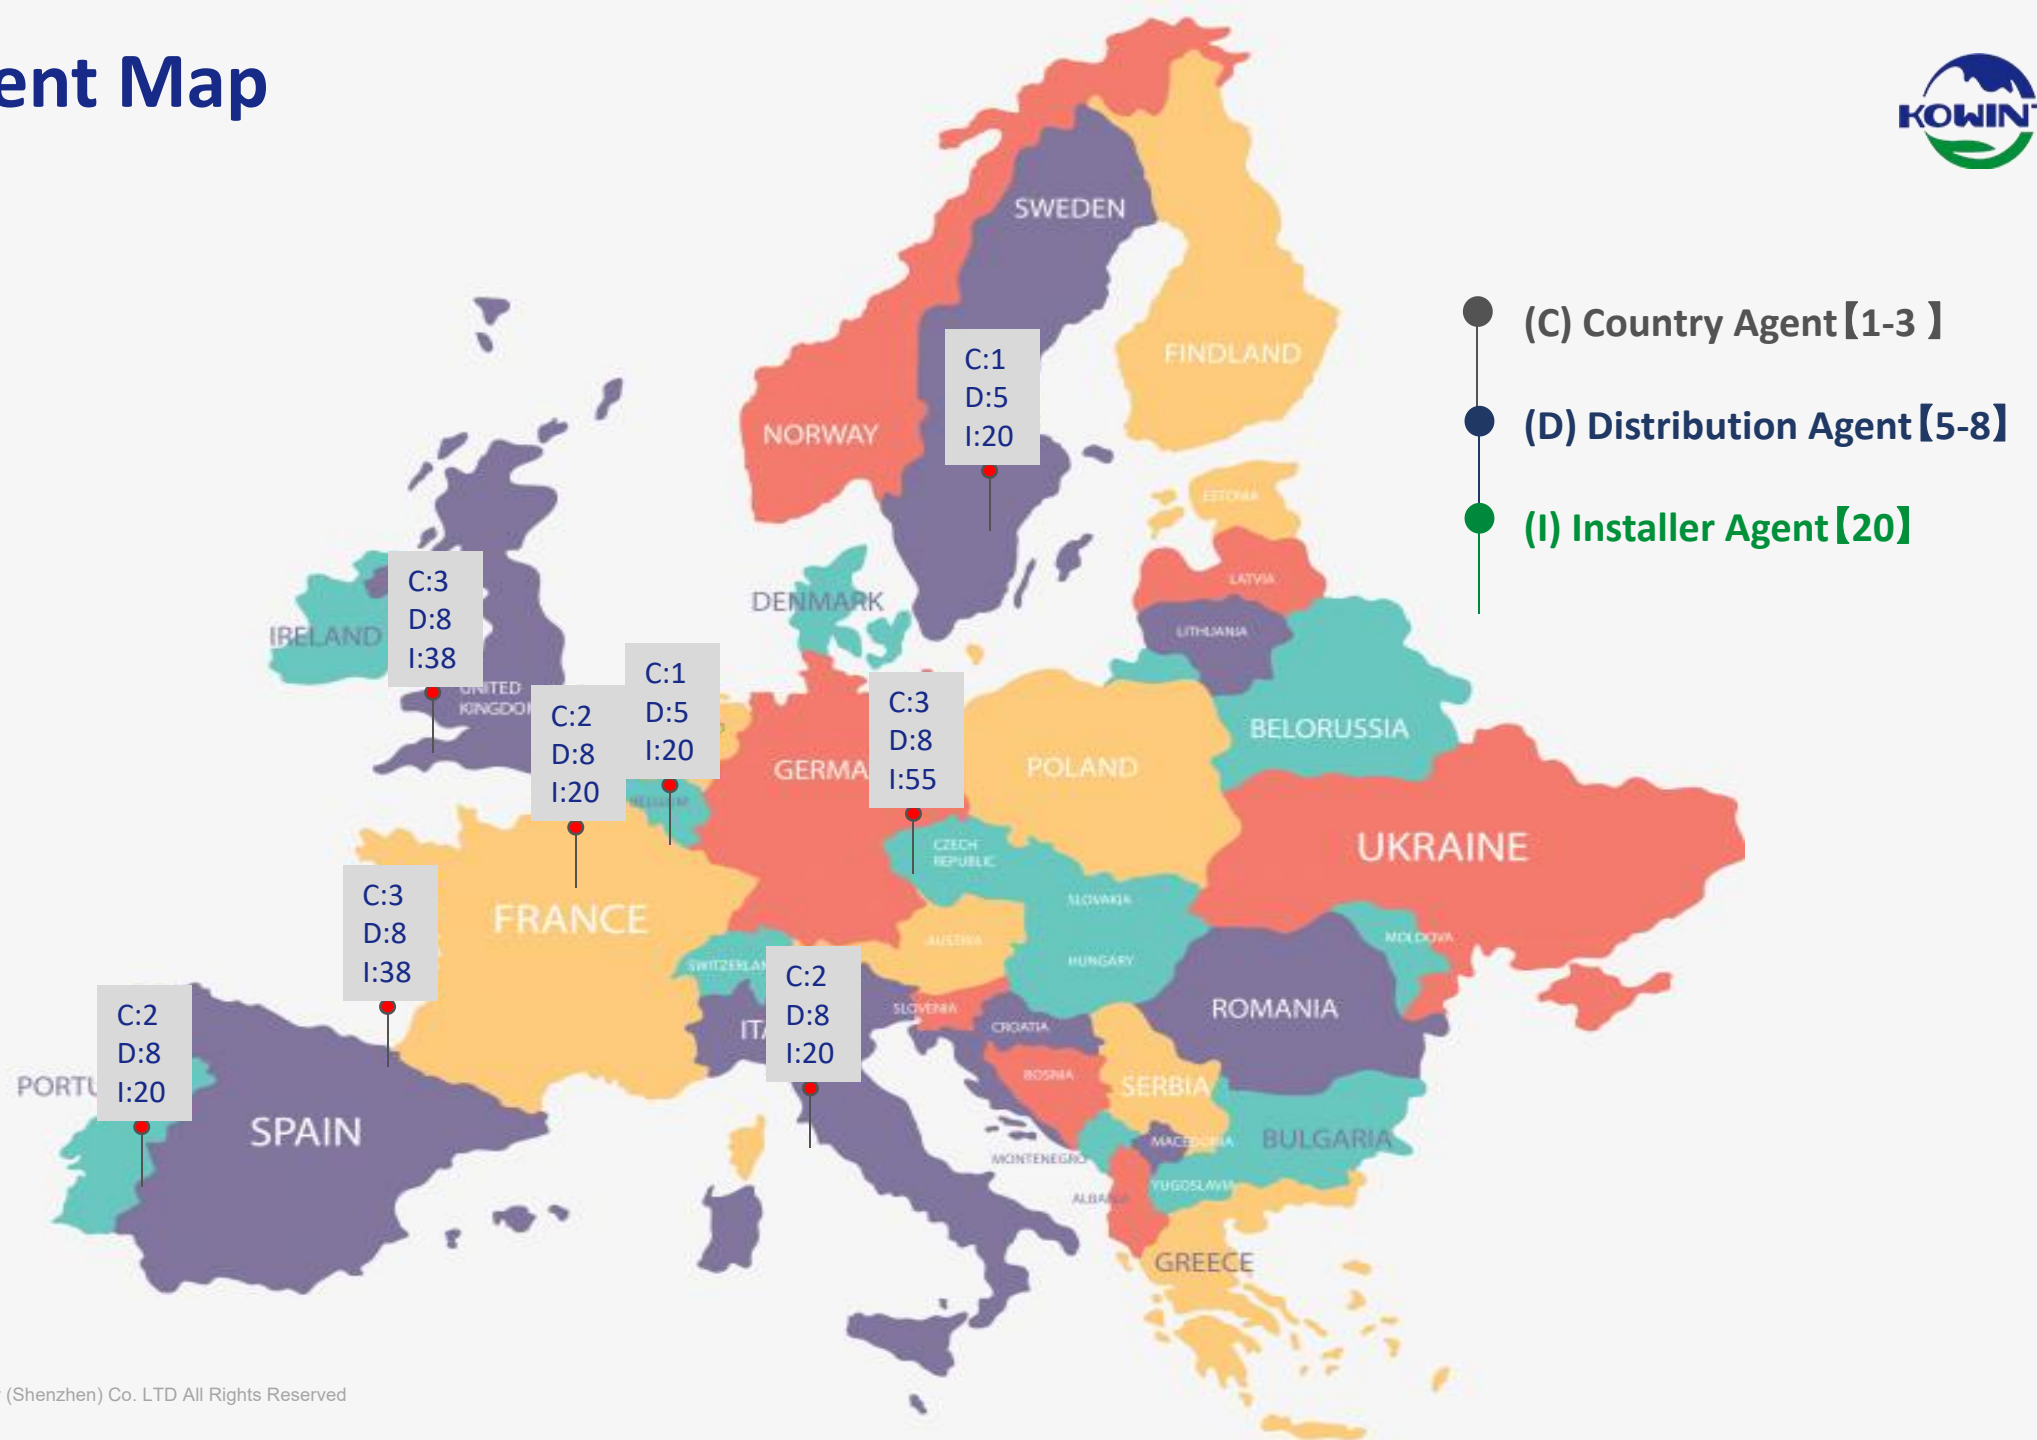 ent Map
KOWIN
SWEDEN
(C) Country Agent【1-3 】
C:1
D:5
I:20
FINDLAND
NORWAY
(D) Distribution Agent【5-8】
ESTONIA
(I) Installer Agent【20】
C:3
D:8
I:38
LATVIA
DENMARK
IRELAND
LITHUANIA
C:1
D:5
I:20
UNITED
KINGDO
C:2
D:8
I:20
C:3
D:8
I:55
BELORUSSIA
GERMA
POLAND
BELGIUM
CZECH
REPUBLIC
UKRAINE
C:3
D:8
I:38
SLOVAKIA
FRANCE
AUSTRIA
MOLDOVA
SWITZERLAN
HUNGARY
C:2
D:8
I:20
C:2
D:8
I:20
SLOVENIA
ROMANIA
ITA
CROATIA
BOSNIA
PORTU
SERBIA
SPAIN
MACEDONIA
BULGARIA
MONTENEGRO
YUGOSLAVIA
ALBANIA
GREECE
(Shenzhen) Co. LTD All Rights Reserved